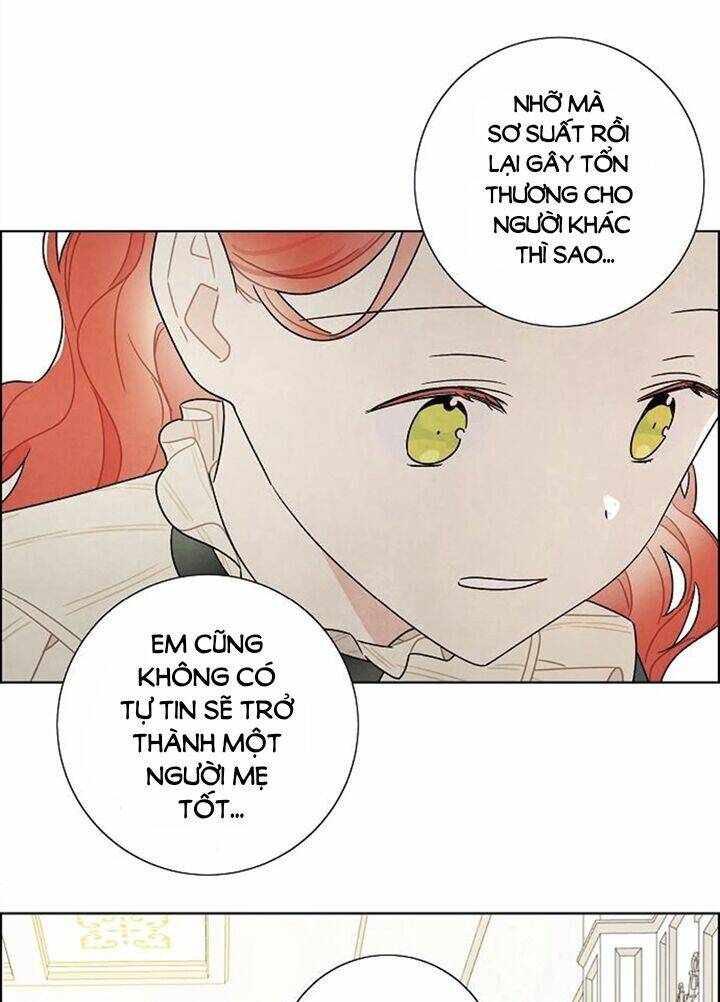 NHỠ MÀ
SƠ SUẤT RỒI
LẠI GÂY TỔN
THƯƠNG CHO
NGƯỜI KHÁC
THÌ SAO...
EM CŨNG
KHÔNG CÓ
TỰ TIN SẼ TRỞ
THÀNH MỘT
NGƯỜI MẸ
TỐT...